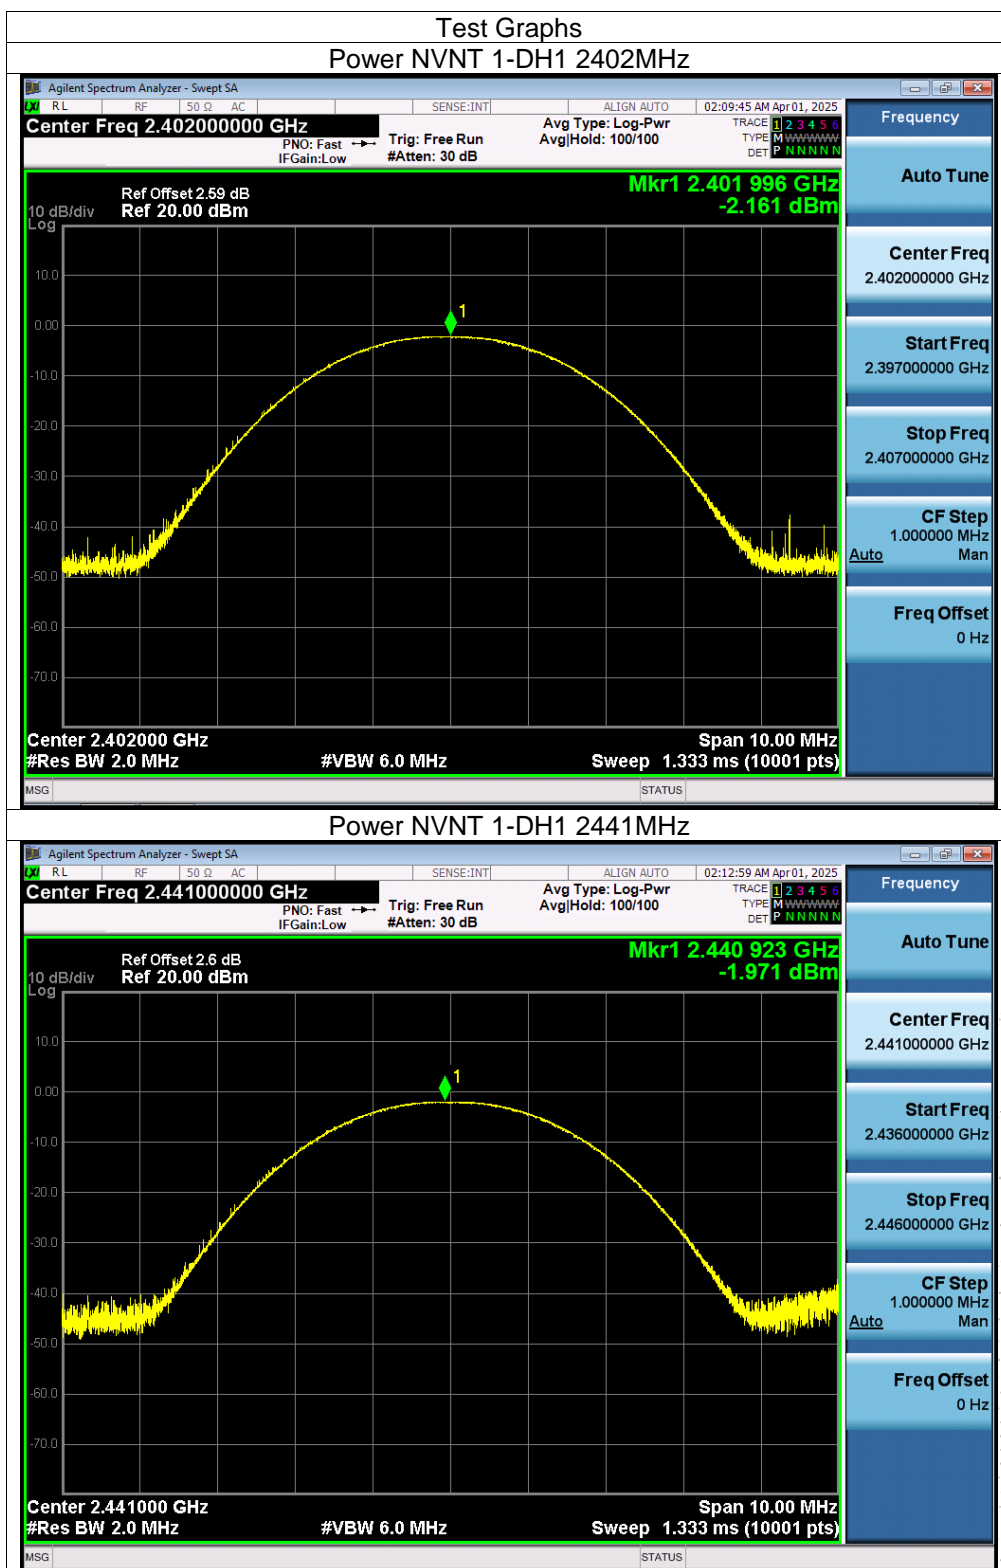 Test Graphs
Power NVNT 1-DH1 2402MHz
Agilent Spectrum Analyzer - Swept SA
LXI RL RF 50 Ω AC SENSE:INT ALIGN AUTO 02:09:45 AM Apr 01, 2025
Center Freq 2.402000000 GHz
PNO: Fast
IFGain:Low
Trig: Free Run
#Atten: 30 dB
Avg Type: Log-Pwr
Avg|Hold: 100/100
TRACE 1 2 3 4 5 6
TYPE M WWWWW
DET P N N N N N
Frequency
Auto Tune
Center Freq
2.402000000 GHz
Start Freq
2.397000000 GHz
Stop Freq
2.407000000 GHz
CF Step
1.000000 MHz
Auto Man
Freq Offset
0 Hz
Mkr1 2.401 996 GHz
-2.161 dBm
Ref Offset 2.59 dB
10 dB/div Ref 20.00 dBm
Log
1
10.0
0.00
-10.0
-20.0
-30.0
-40.0
-50.0
-60.0
-70.0
Center 2.402000 GHz Span 10.00 MHz
#Res BW 2.0 MHz #VBW 6.0 MHz Sweep 1.333 ms (10001 pts)
MSG STATUS
Power NVNT 1-DH1 2441MHz
Agilent Spectrum Analyzer - Swept SA
LXI RL RF 50 Ω AC SENSE:INT ALIGN AUTO 02:12:59 AM Apr 01, 2025
Center Freq 2.441000000 GHz
PNO: Fast
IFGain:Low
Trig: Free Run
#Atten: 30 dB
Avg Type: Log-Pwr
Avg|Hold: 100/100
TRACE 1 2 3 4 5 6
TYPE M WWWWW
DET P N N N N N
Frequency
Auto Tune
Center Freq
2.441000000 GHz
Start Freq
2.436000000 GHz
Stop Freq
2.446000000 GHz
CF Step
1.000000 MHz
Auto Man
Freq Offset
0 Hz
Mkr1 2.440 923 GHz
-1.971 dBm
Ref Offset 2.6 dB
10 dB/div Ref 20.00 dBm
Log
1
10.0
0.00
-10.0
-20.0
-30.0
-40.0
-50.0
-60.0
-70.0
Center 2.441000 GHz Span 10.00 MHz
#Res BW 2.0 MHz #VBW 6.0 MHz Sweep 1.333 ms (10001 pts)
MSG STATUS